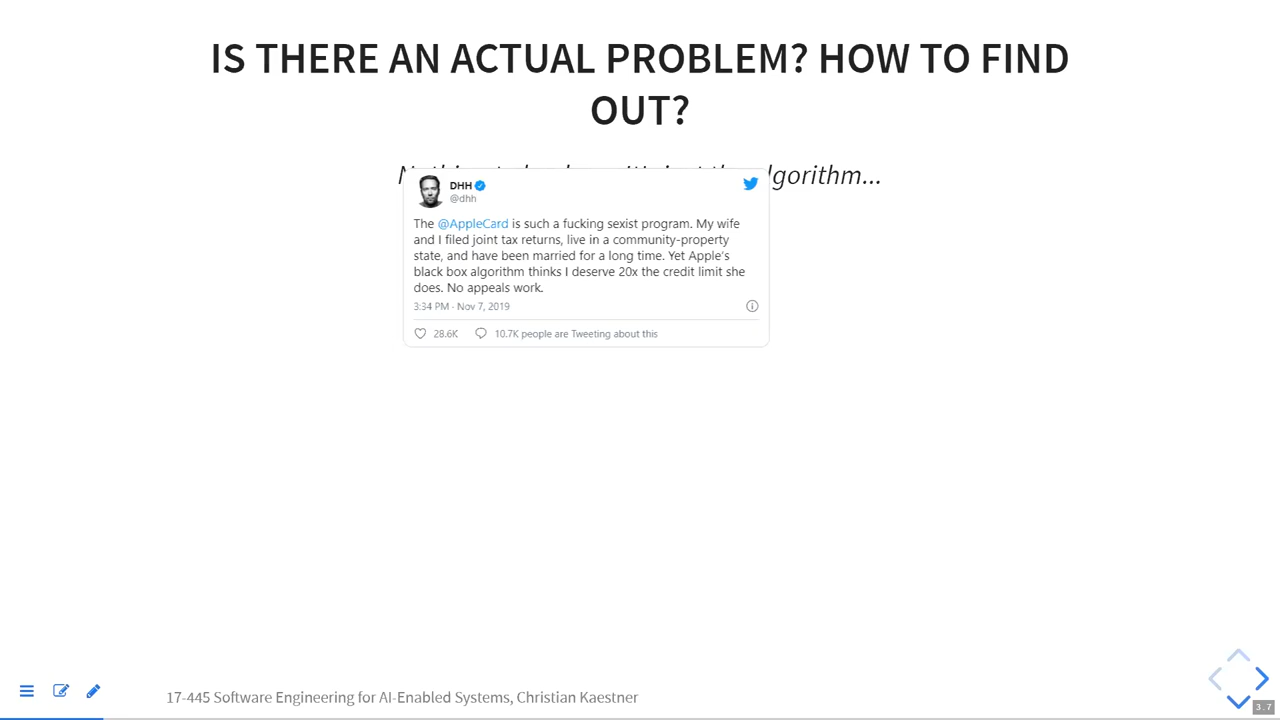 IS THERE AN ACTUAL PROBLEM? HOW TO FIND
OUT?
lgorithm...
DHH
@dhh
The @AppleCard is such a fucking sexist program. My wife
and I filed joint tax returns, live in a community-property
state, and have been married for a long time. Yet Apple's
black box algorithm thinks I deserve 20x the credit limit she
does. No appeals work.
3:34 PM · Nov 7, 2019
28.6K 10.7K people are Tweeting about this
17-445 Software Engineering for AI-Enabled Systems, Christian Kaestner
3.7